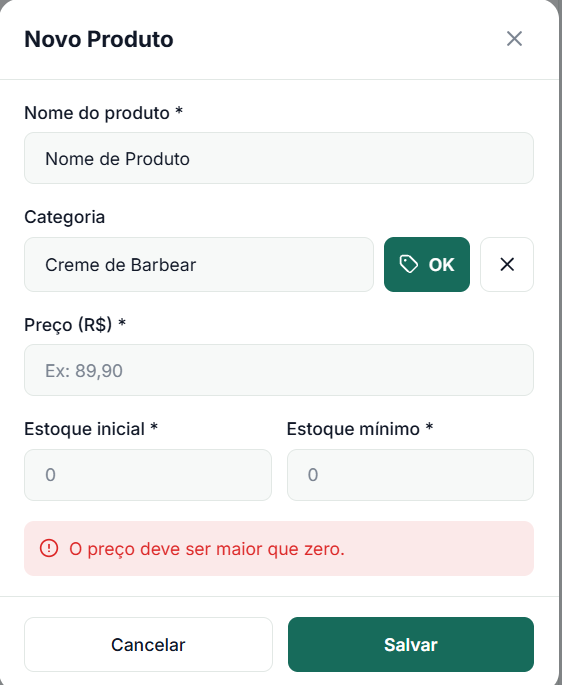 Novo Produto
Nome do produto *
Nome de Produto
Categoria
Creme de Barbear
OK
Preço (R$) *
Ex: 89,90
Estoque inicial * Estoque mínimo *
0 0
O preço deve ser maior que zero.
Cancelar Salvar